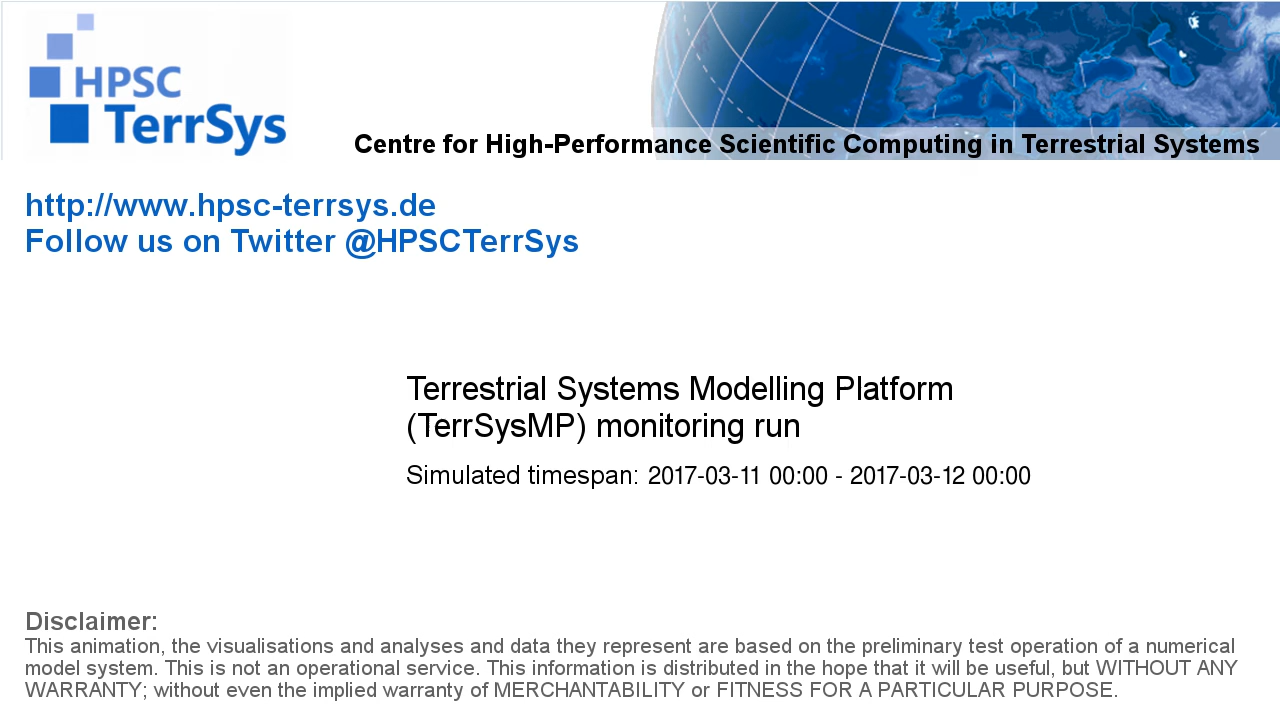 HPSC
TerrSys
Centre for High-Performance Scientific Computing in Terrestrial Systems
http://www.hpsc-terrsys.de
Follow us on Twitter @HPSCTerrSys
Terrestrial Systems Modelling Platform
(TerrSysMP) monitoring run
Simulated timespan: 2017-03-11 00:00 - 2017-03-12 00:00
Disclaimer:
This animation, the visualisations and analyses and data they represent are based on the preliminary test operation of a numerical
model system. This is not an operational service. This information is distributed in the hope that it will be useful, but WITHOUT ANY
WARRANTY; without even the implied warranty of MERCHANTABILITY or FITNESS FOR A PARTICULAR PURPOSE.